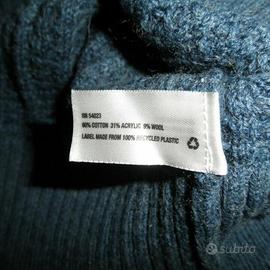 RN 54023
60% COTTON 31% ACRYLIC 9% WOOL
LABEL MADE FROM 100% RECYCLED PLASTIC
subito